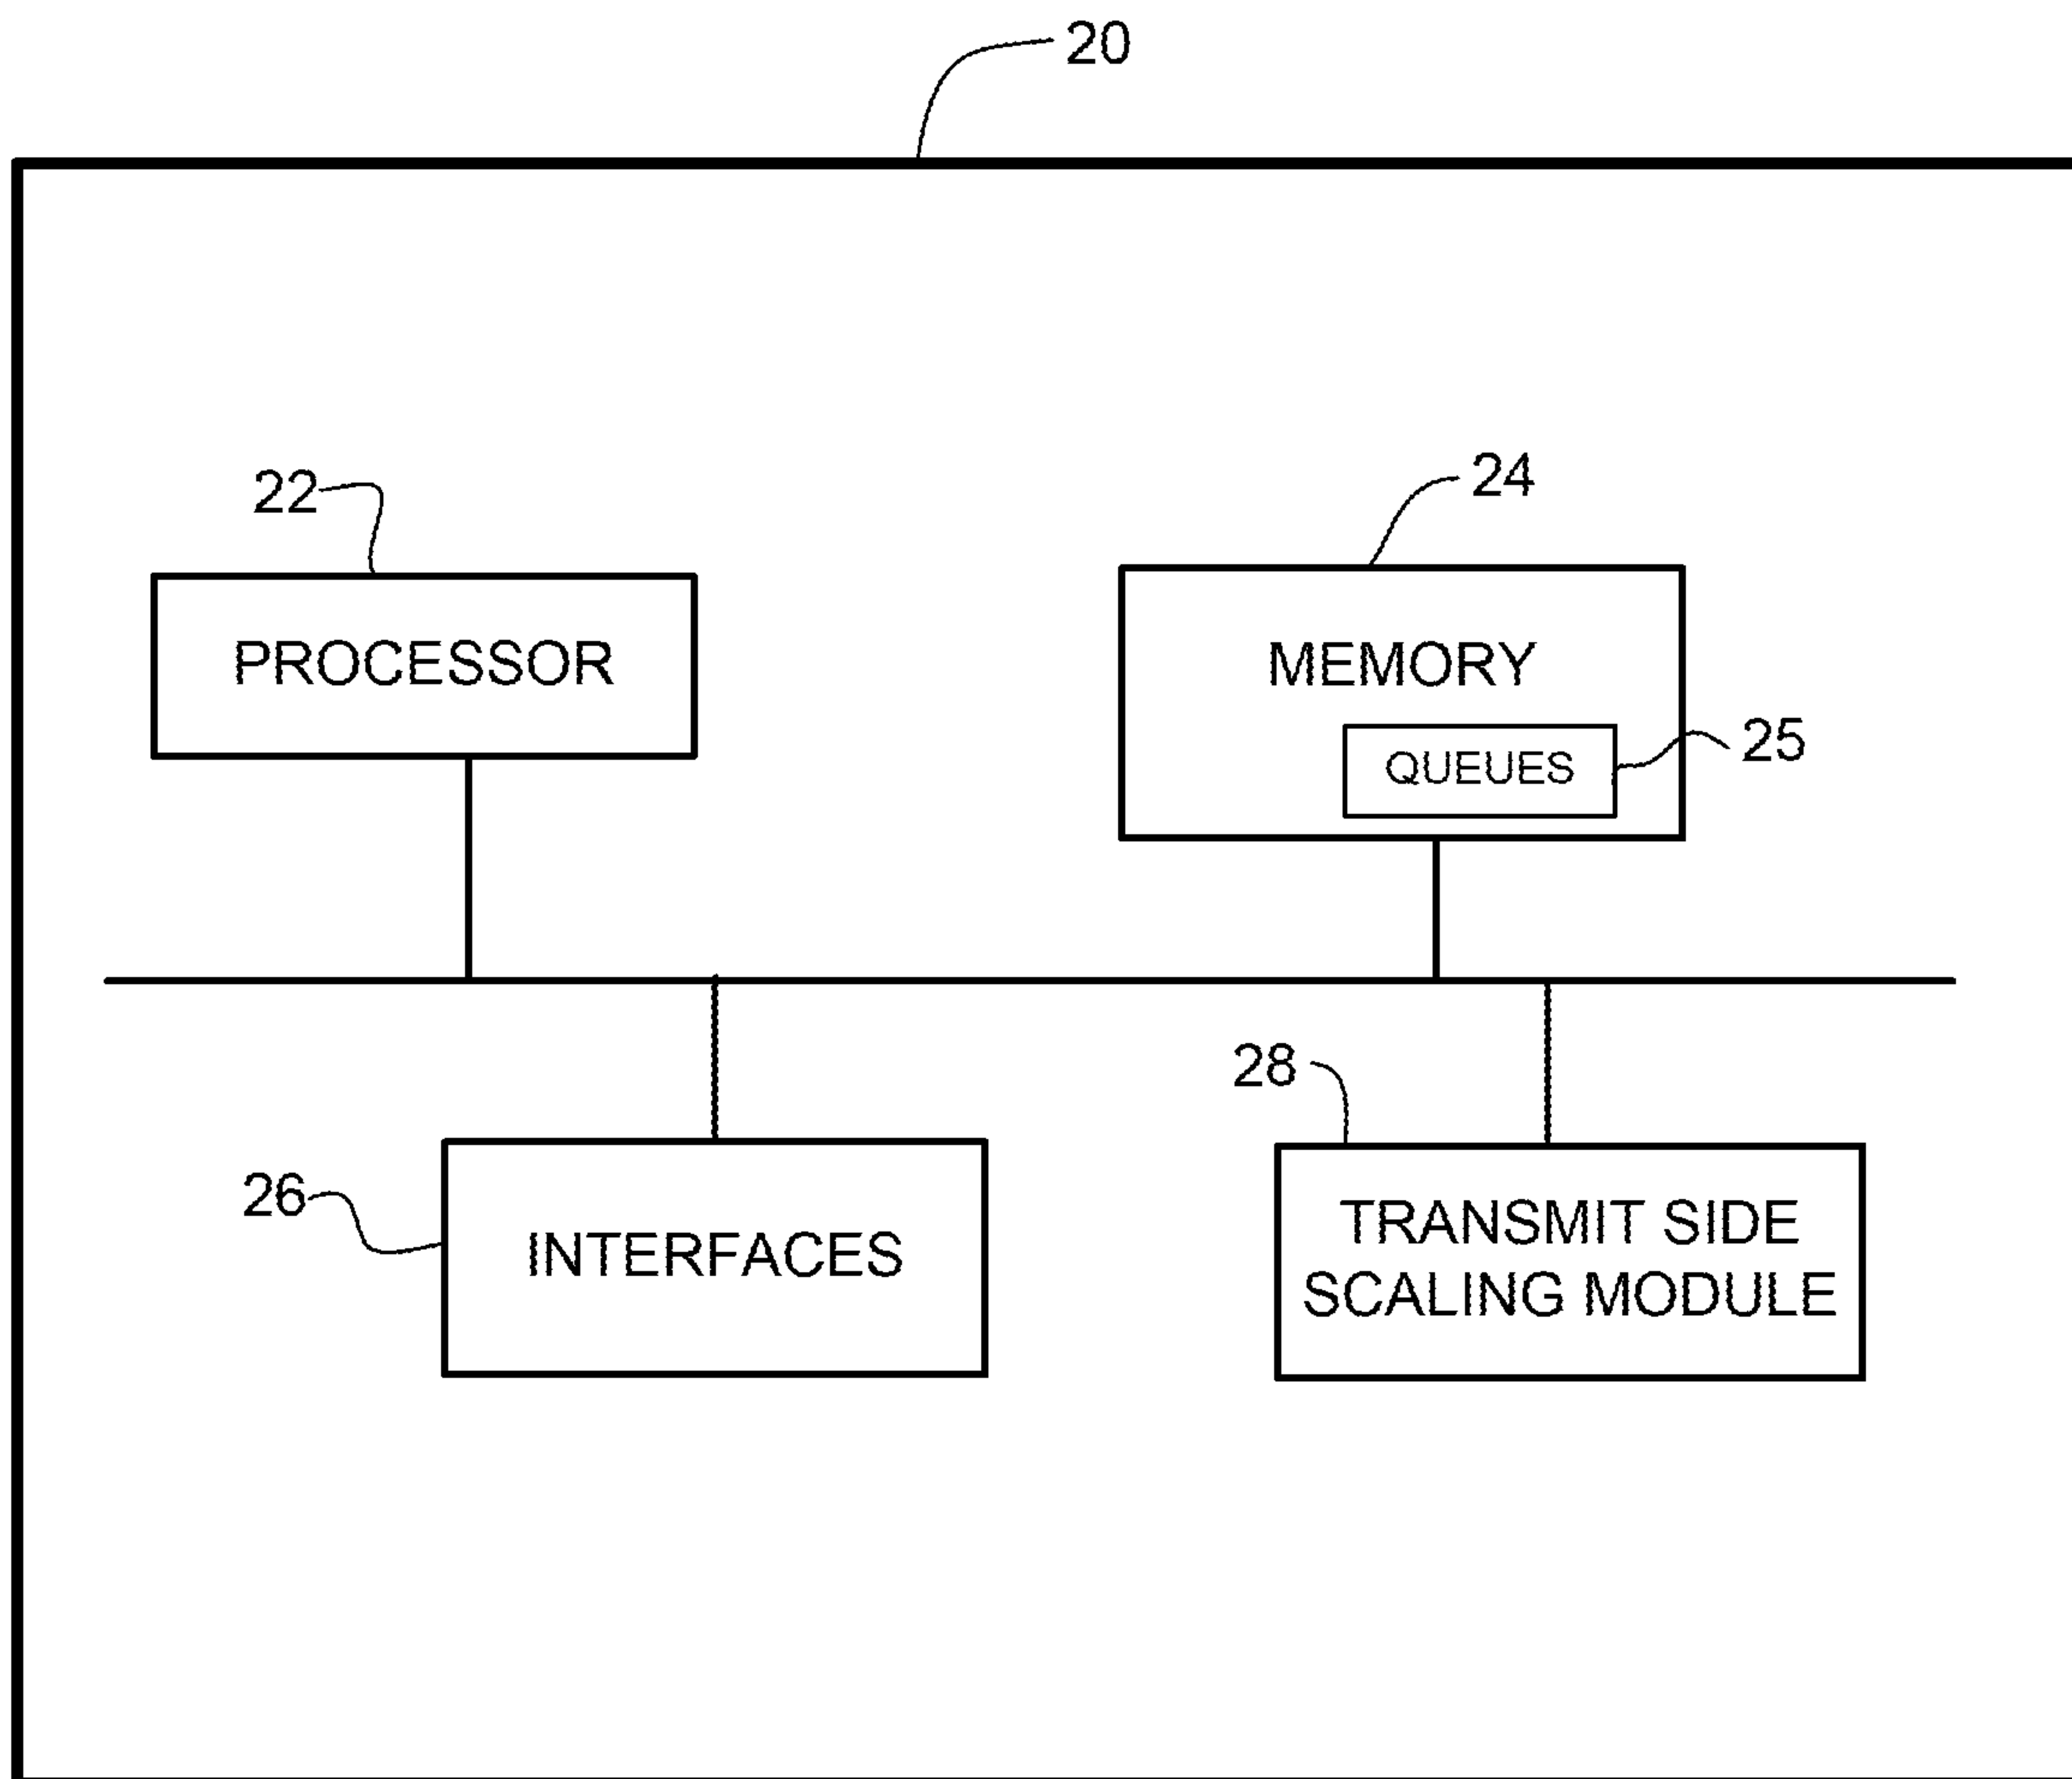 20
22
24
PROCESSOR
MEMORY
25
QUEUES
28
26
INTERFACES
TRANSMIT SIDE
SCALING MODULE